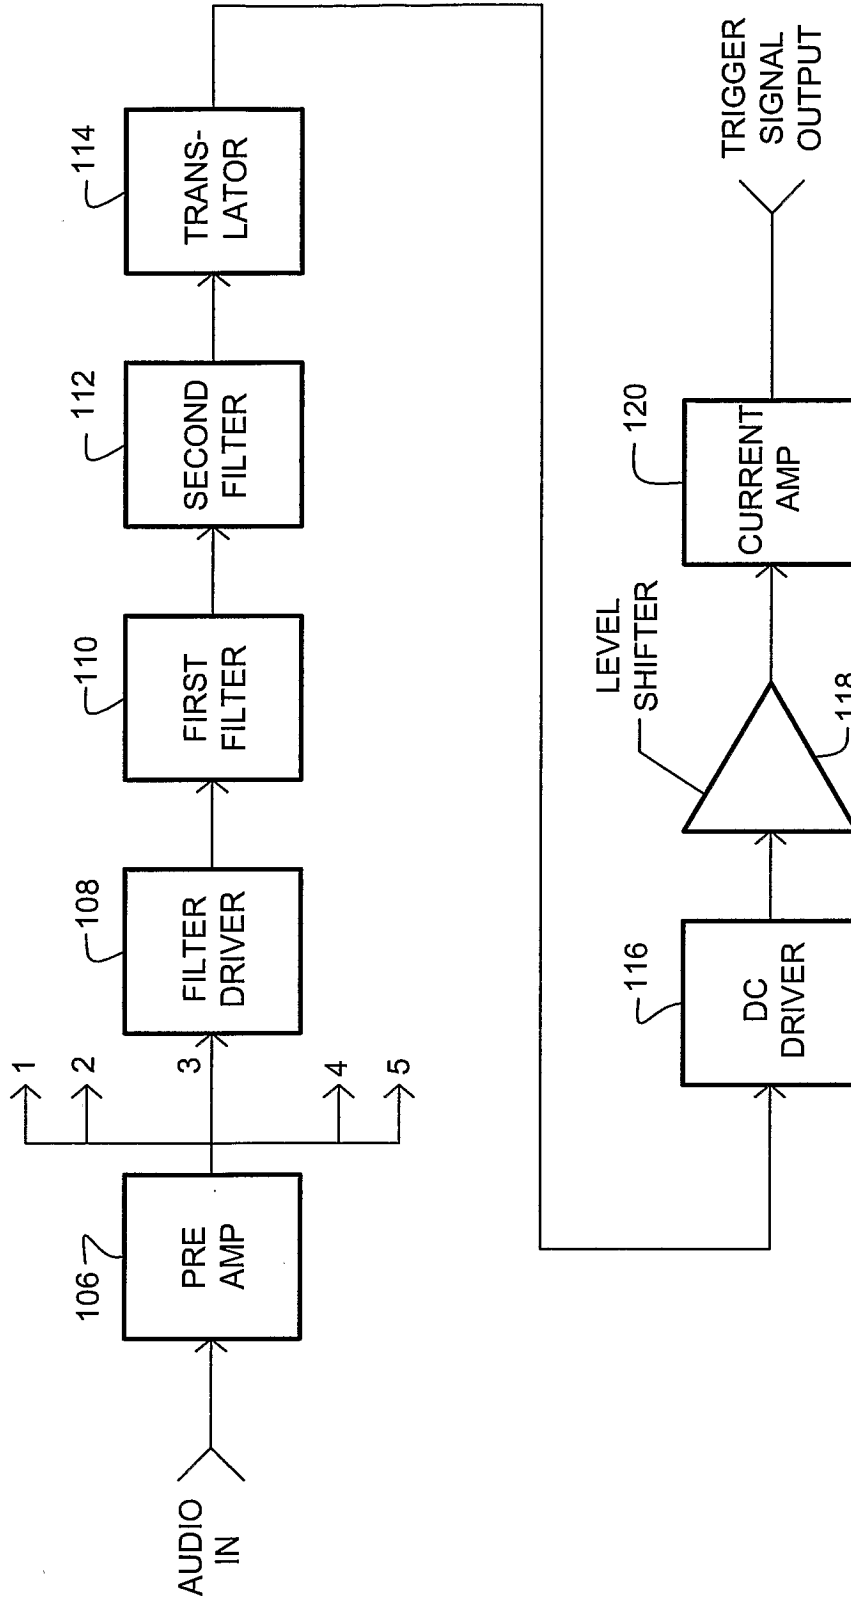 AUDIO
IN
106
PRE
AMP
1
2
3
4
5
108
FILTER
DRIVER
110
FIRST
FILTER
112
SECOND
FILTER
114
TRANS-
LATOR
116
DC
DRIVER
LEVEL
SHIFTER
118
120
CURRENT
AMP
TRIGGER
SIGNAL
OUTPUT